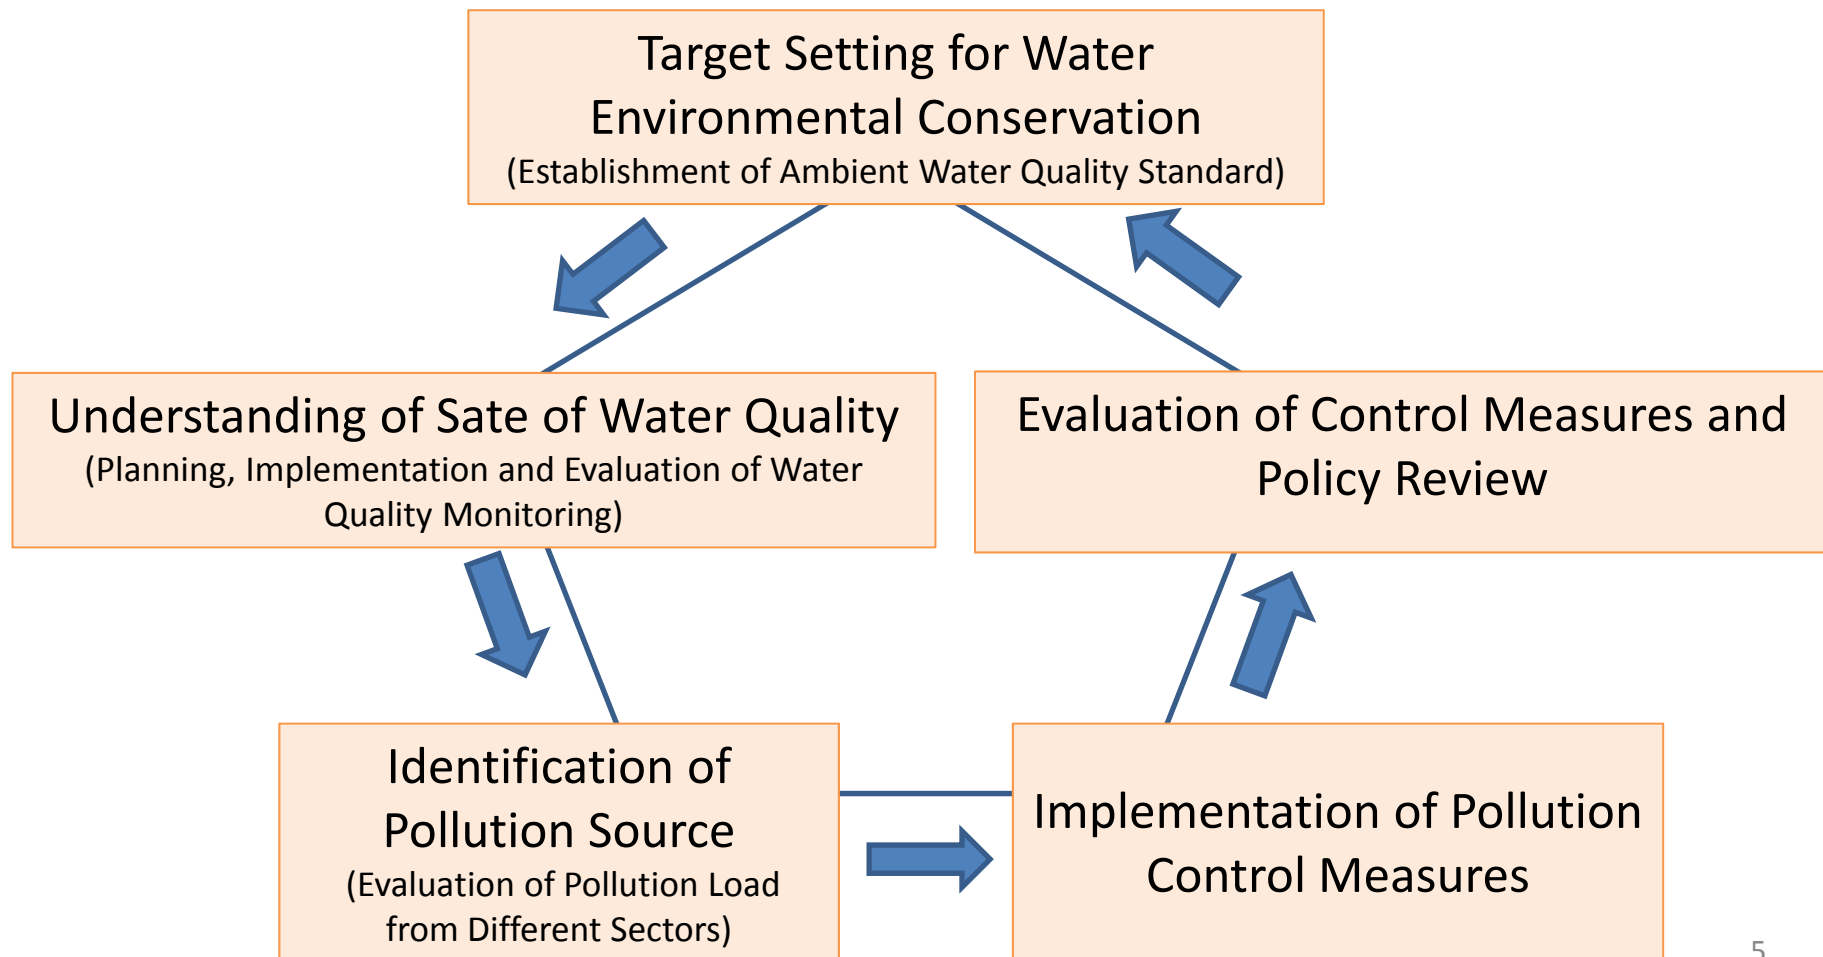 Target Setting for Water
Environmental Conservation
(Establishment of Ambient Water Quality Standard)
Understanding of Sate of Water Quality
(Planning, Implementation and Evaluation of Water
Quality Monitoring)
Evaluation of Control Measures and
Policy Review
Identification of
Pollution Source
(Evaluation of Pollution Load
from Different Sectors)
Implementation of Pollution
Control Measures
5